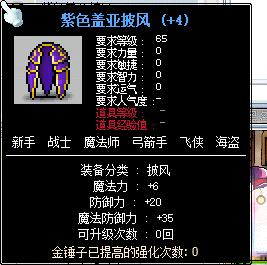 紫色盖亚披风 (+4)
要求等级 : 65
要求力量 : 0
要求敏捷 : 0
要求智力 : 0
要求运气 : 0
要求人气度 : -
道具等级 : -
道具经验值 : -
新手 战士 魔法师 弓箭手 飞侠 海盗
装备分类 : 披风
魔法力 : +6
防御力 : +20
魔法防御力 : +35
可升级次数 : 0回
金锤子已提高的强化次数: 0